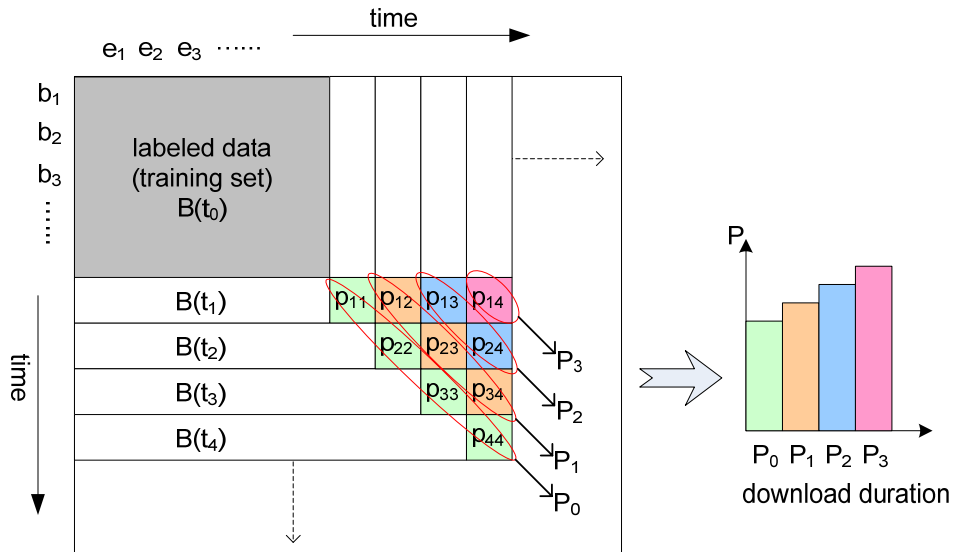 time
e1 e2 e3 ······
b1
b2
b3
······
labeled data
(training set)
B(t0)
B(t1) p11 p12 p13 p14
B(t2) p22 p23 p24
B(t3) p33 p34
B(t4) p44
time
P3
P2
P1
P0
P
P0 P1 P2 P3
download duration